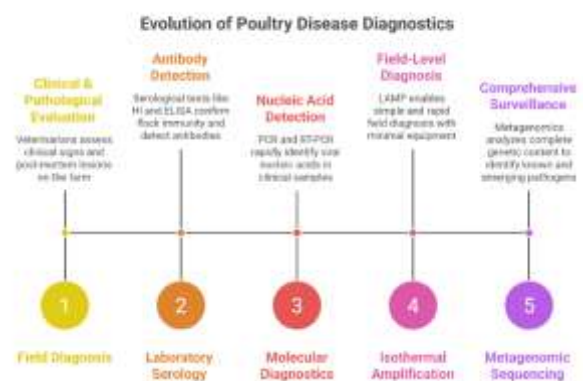 Evolution of Poultry Disease Diagnostics
Clinical &
Pathological
Evaluation
Veterinarians assess
clinical signs and
post-mortem lesions
on the farm
Antibody
Detection
Serological tests like
HI and ELISA confirm
flock immunity and
detect antibodies
Nucleic Acid
Detection
PCR and RT-PCR
rapidly identify viral
nucleic acids in
clinical samples
Field-Level
Diagnosis
LAMP enables
simple and rapid
field diagnosis with
minimal equipment
Comprehensive
Surveillance
Metagenomics
analyzes complete
genetic content to
identify known and
emerging pathogens
1
2
3
4
5
Field Diagnosis
Laboratory
Serology
Molecular
Diagnostics
Isothermal
Amplification
Metagenomic
Sequencing